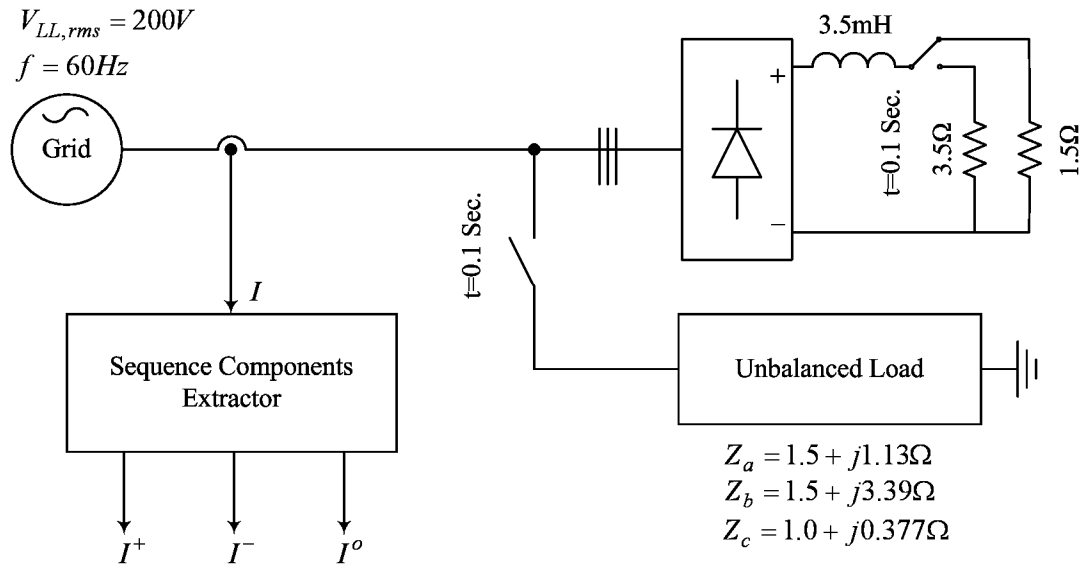 V_{LL,rms} = 200V
f = 60Hz
Grid
3.5mH
+
t=0.1 Sec.
3.5Ω
1.5Ω
−
t=0.1 Sec.
I
Sequence Components
Extractor
Unbalanced Load
Z_a = 1.5 + j1.13Ω
Z_b = 1.5 + j3.39Ω
Z_c = 1.0 + j0.377Ω
I⁺ I⁻ Iᵒ